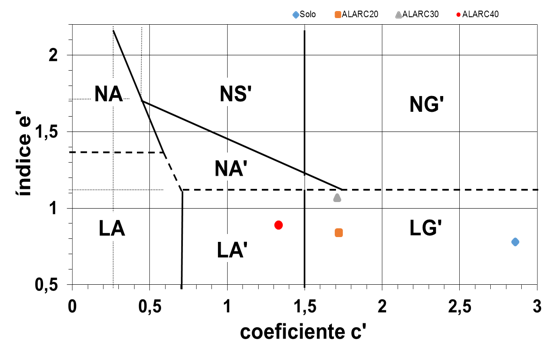 Solo ALARC20 ALARC30 ALARC40
2
NA NS' NG'
1,5
NA'
índice e'
1
LA LA' LG'
0,5
0 0,5 1 1,5 2 2,5 3
coeficiente c'